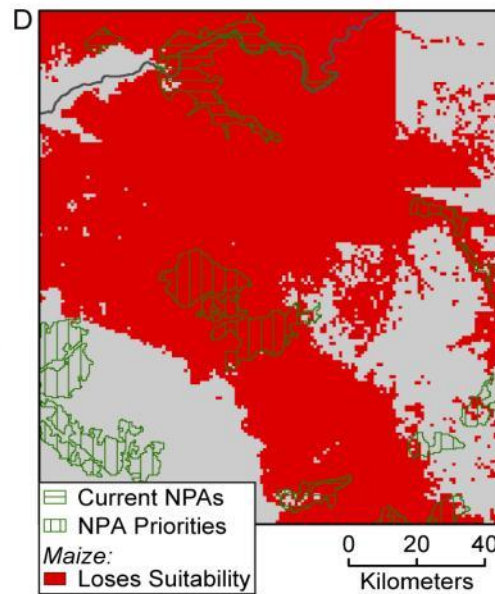 D
Current NPAs
NPA Priorities
Maize:
Loses Suitability
0 20 40
Kilometers